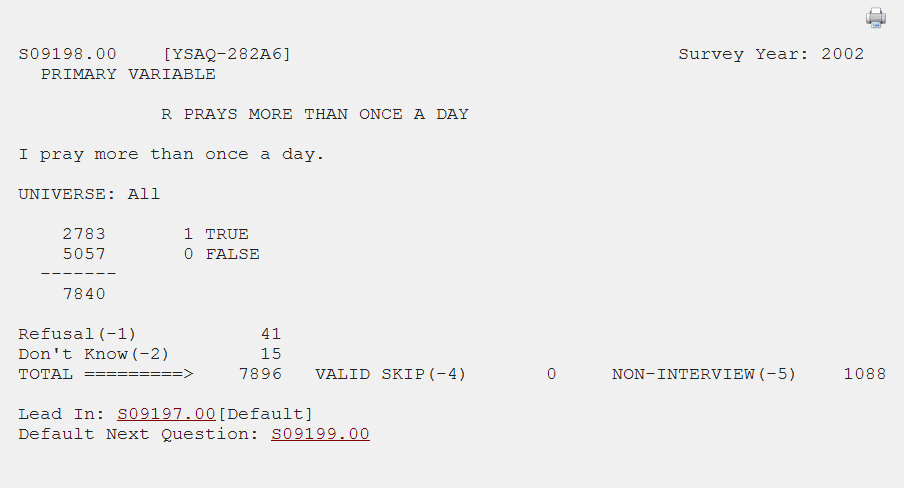 S09198.00 [YSAQ-282A6] Survey Year: 2002
PRIMARY VARIABLE
R PRAYS MORE THAN ONCE A DAY
I pray more than once a day.
UNIVERSE: All
2783 1 TRUE
5057 0 FALSE
-------
7840
Refusal(-1) 41
Don't Know(-2) 15
TOTAL =========> 7896 VALID SKIP(-4) 0 NON-INTERVIEW(-5) 1088
Lead In: S09197.00[Default]
Default Next Question: S09199.00